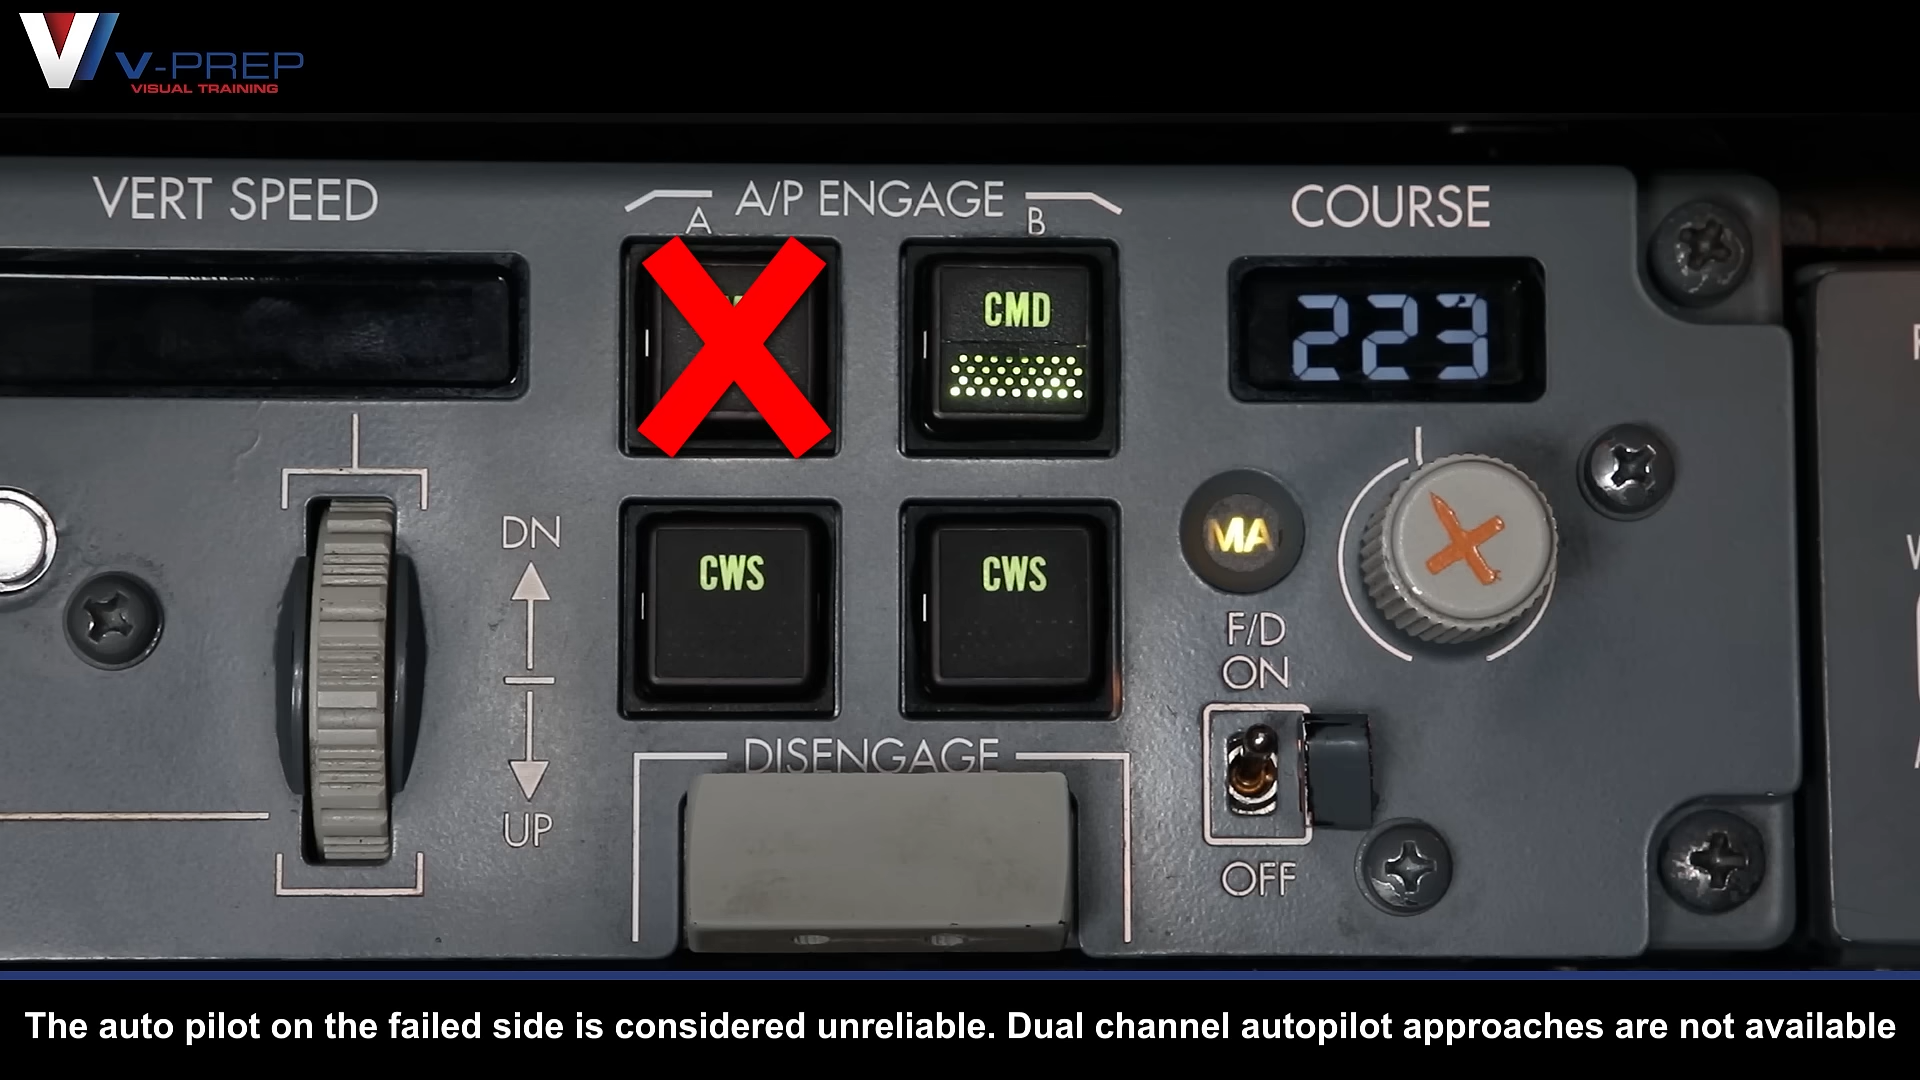 V-PREP
VISUAL TRAINING
VERT SPEED
A/P ENGAGE
A
B
COURSE
CMD
223
DN
CWS
CWS
MA
F/D
ON
DISENGAGE
UP
OFF
The auto pilot on the failed side is considered unreliable. Dual channel autopilot approaches are not available